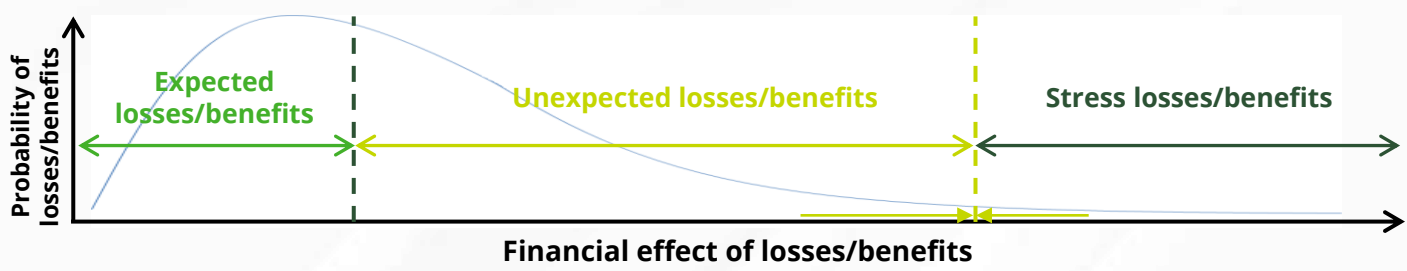 Probability of
losses/benefits
Expected
losses/benefits
Unexpected losses/benefits
Stress losses/benefits
Financial effect of losses/benefits